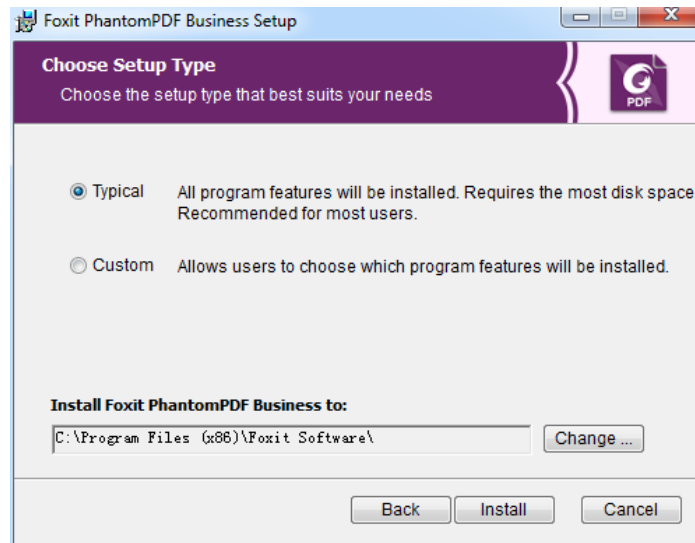 Foxit PhantomPDF Business Setup
Choose Setup Type
Choose the setup type that best suits your needs
PDF
Typical
All program features will be installed. Requires the most disk space
Recommended for most users.
Custom
Allows users to choose which program features will be installed.
Install Foxit PhantomPDF Business to:
C:\Program Files (x86)\Foxit Software\
Change ...
Back
Install
Cancel